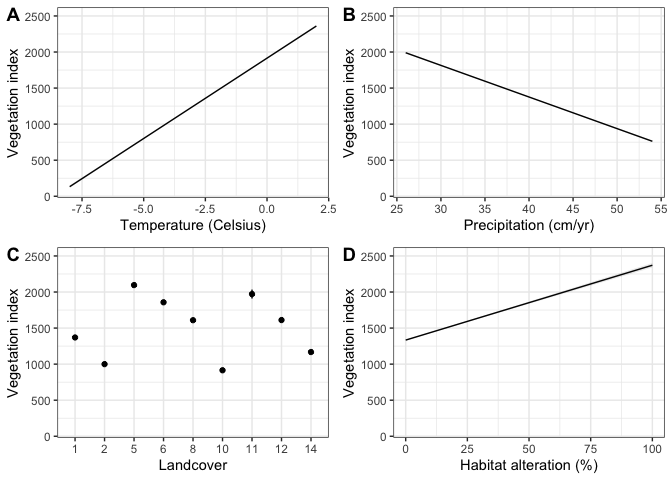 A
Vegetation index
2500
2000
1500
1000
500
0
-7.5 -5.0 -2.5 0.0 2.5
Temperature (Celsius)
B
Vegetation index
2500
2000
1500
1000
500
0
25 30 35 40 45 50 55
Precipitation (cm/yr)
C
Vegetation index
2500
2000
1500
1000
500
0
1 2 5 6 8 10 11 12 14
Landcover
D
Vegetation index
2500
2000
1500
1000
500
0
0 25 50 75 100
Habitat alteration (%)